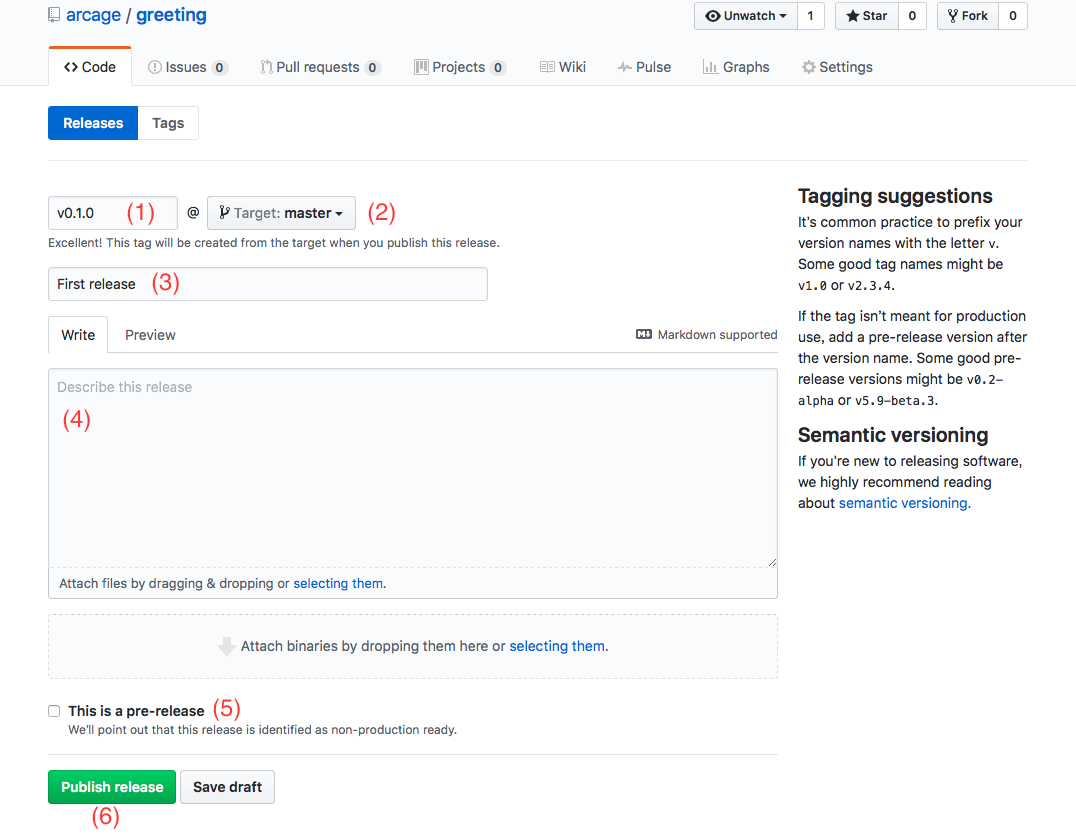 arcage / greeting
Unwatch 1 Star 0 Fork 0
Code Issues 0 Pull requests 0 Projects 0 Wiki Pulse Graphs Settings
Releases Tags
v0.1.0 (1) @ Target: master (2)
Excellent! This tag will be created from the target when you publish this release.
First release (3)
Write Preview Markdown supported
Describe this release
(4)
Attach files by dragging & dropping or selecting them.
Attach binaries by dropping them here or selecting them.
This is a pre-release (5)
We'll point out that this release is identified as non-production ready.
Publish release Save draft
(6)
Tagging suggestions
It's common practice to prefix your
version names with the letter v.
Some good tag names might be
v1.0 or v2.3.4.
If the tag isn't meant for production
use, add a pre-release version after
the version name. Some good pre-
release versions might be v0.2-
alpha or v5.9-beta.3.
Semantic versioning
If you're new to releasing software,
we highly recommend reading
about semantic versioning.